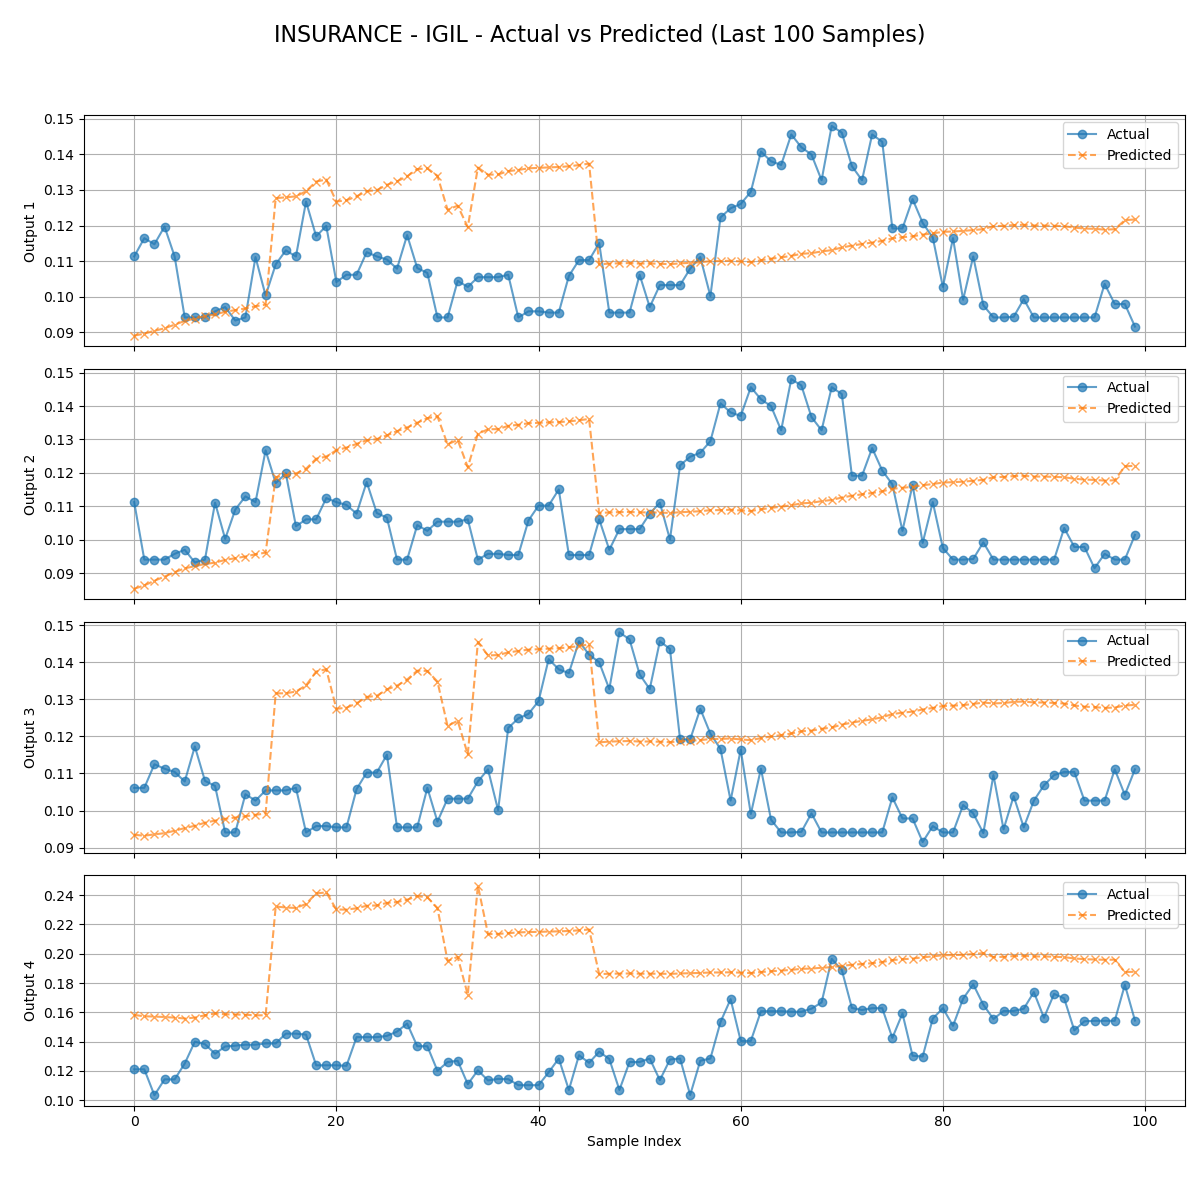 INSURANCE - IGIL - Actual vs Predicted (Last 100 Samples)
0.15
0.14
0.13
0.12
0.11
0.10
0.09
Output 1
Actual
Predicted
0.15
0.14
0.13
0.12
0.11
0.10
0.09
Output 2
Actual
Predicted
0.15
0.14
0.13
0.12
0.11
0.10
0.09
Output 3
Actual
Predicted
0.24
0.22
0.20
0.18
0.16
0.14
0.12
0.10
Output 4
Actual
Predicted
0 20 40 60 80 100
Sample Index